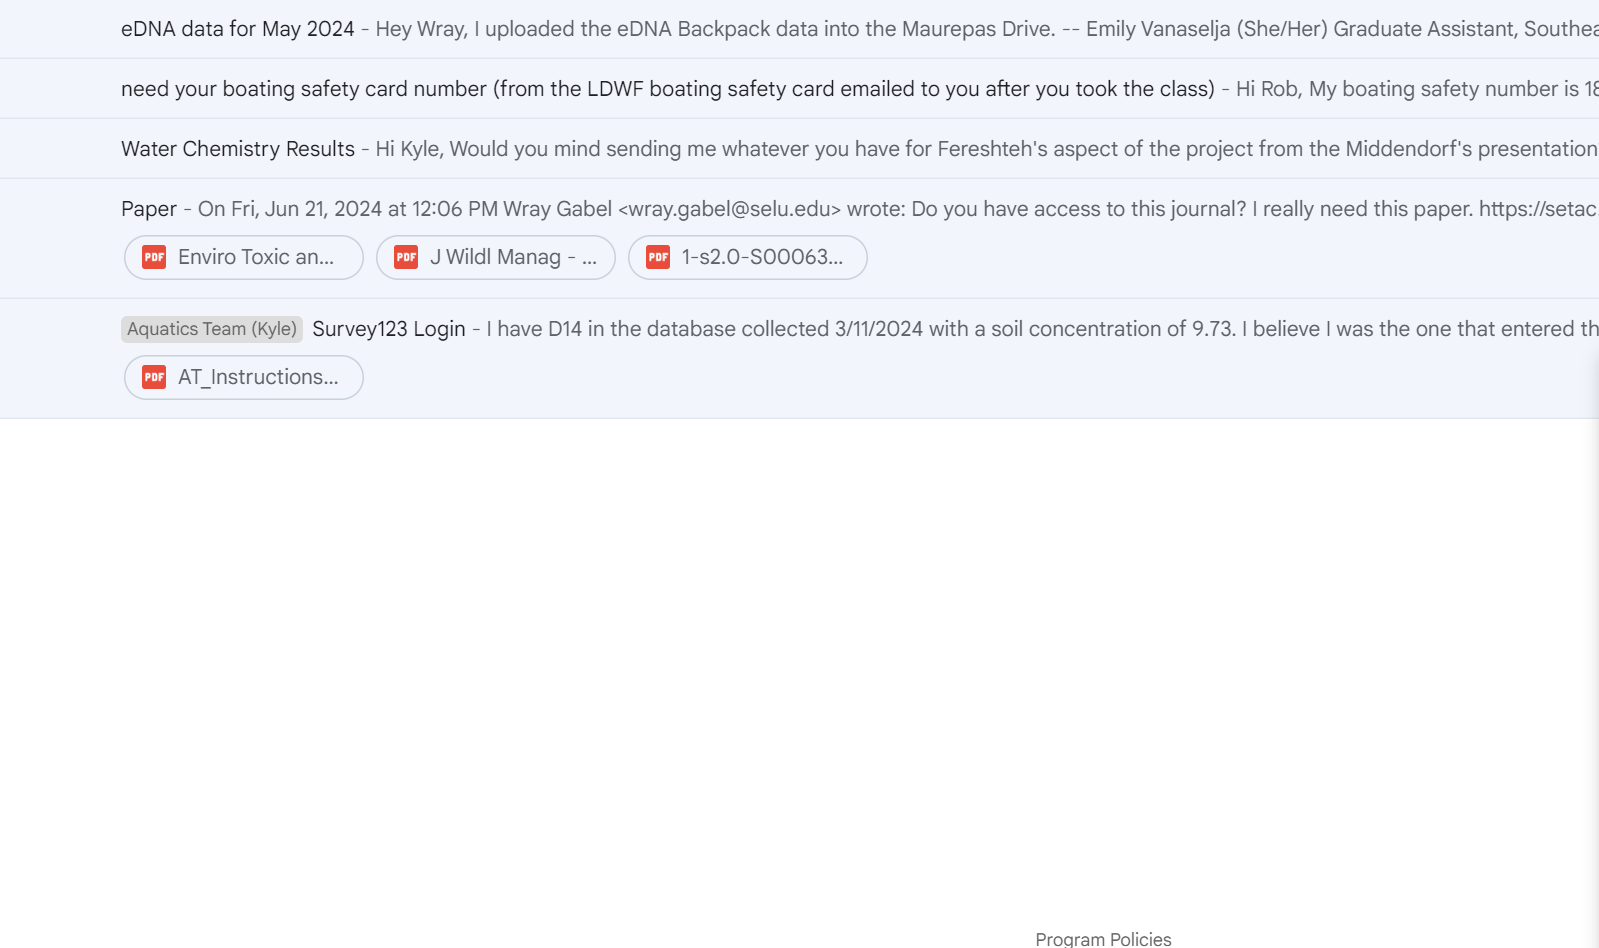 eDNA data for May 2024 - Hey Wray, I uploaded the eDNA Backpack data into the Maurepas Drive. -- Emily Vanaselja (She/Her) Graduate Assistant, Southea
need your boating safety card number (from the LDWF boating safety card emailed to you after you took the class) - Hi Rob, My boating safety number is 18
Water Chemistry Results - Hi Kyle, Would you mind sending me whatever you have for Fereshteh's aspect of the project from the Middendorf's presentation
Paper - On Fri, Jun 21, 2024 at 12:06 PM Wray Gabel <wray.gabel@selu.edu> wrote: Do you have access to this journal? I really need this paper. https://setac.
PDF Enviro Toxic an... PDF J Wildl Manag - ... PDF 1-s2.0-S00063...
Aquatics Team (Kyle) Survey123 Login - I have D14 in the database collected 3/11/2024 with a soil concentration of 9.73. I believe I was the one that entered th
PDF AT_Instructions...
Program Policies